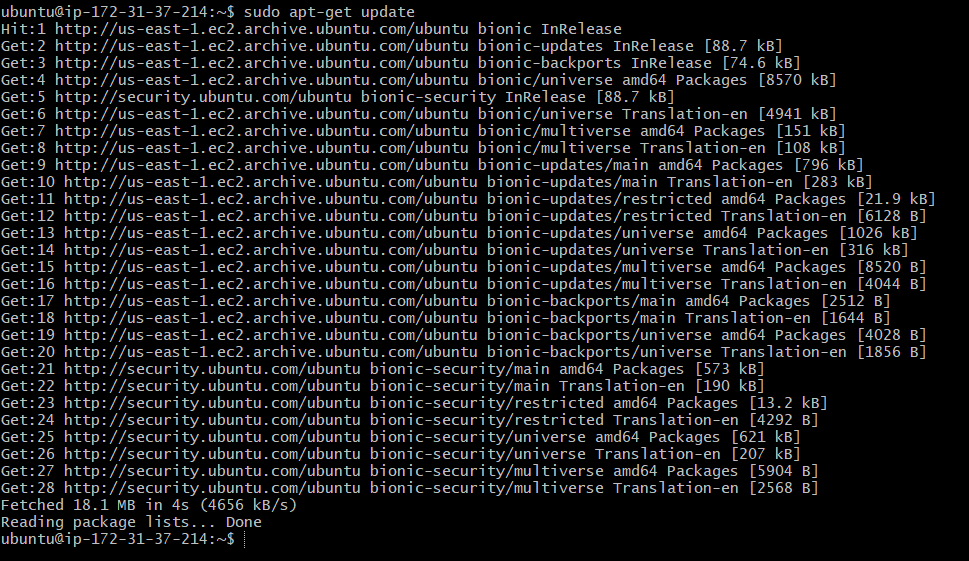 ubuntu@ip-172-31-37-214:~$ sudo apt-get update
Hit:1 http://us-east-1.ec2.archive.ubuntu.com/ubuntu bionic InRelease
Get:2 http://us-east-1.ec2.archive.ubuntu.com/ubuntu bionic-updates InRelease [88.7 kB]
Get:3 http://us-east-1.ec2.archive.ubuntu.com/ubuntu bionic-backports InRelease [74.6 kB]
Get:4 http://us-east-1.ec2.archive.ubuntu.com/ubuntu bionic/universe amd64 Packages [8570 kB]
Get:5 http://security.ubuntu.com/ubuntu bionic-security InRelease [88.7 kB]
Get:6 http://us-east-1.ec2.archive.ubuntu.com/ubuntu bionic/universe Translation-en [4941 kB]
Get:7 http://us-east-1.ec2.archive.ubuntu.com/ubuntu bionic/multiverse amd64 Packages [151 kB]
Get:8 http://us-east-1.ec2.archive.ubuntu.com/ubuntu bionic/multiverse Translation-en [108 kB]
Get:9 http://us-east-1.ec2.archive.ubuntu.com/ubuntu bionic-updates/main amd64 Packages [796 kB]
Get:10 http://us-east-1.ec2.archive.ubuntu.com/ubuntu bionic-updates/main Translation-en [283 kB]
Get:11 http://us-east-1.ec2.archive.ubuntu.com/ubuntu bionic-updates/restricted amd64 Packages [21.9 kB]
Get:12 http://us-east-1.ec2.archive.ubuntu.com/ubuntu bionic-updates/restricted Translation-en [6128 B]
Get:13 http://us-east-1.ec2.archive.ubuntu.com/ubuntu bionic-updates/universe amd64 Packages [1026 kB]
Get:14 http://us-east-1.ec2.archive.ubuntu.com/ubuntu bionic-updates/universe Translation-en [316 kB]
Get:15 http://us-east-1.ec2.archive.ubuntu.com/ubuntu bionic-updates/multiverse amd64 Packages [8520 B]
Get:16 http://us-east-1.ec2.archive.ubuntu.com/ubuntu bionic-updates/multiverse Translation-en [4044 B]
Get:17 http://us-east-1.ec2.archive.ubuntu.com/ubuntu bionic-backports/main amd64 Packages [2512 B]
Get:18 http://us-east-1.ec2.archive.ubuntu.com/ubuntu bionic-backports/main Translation-en [1644 B]
Get:19 http://us-east-1.ec2.archive.ubuntu.com/ubuntu bionic-backports/universe amd64 Packages [4028 B]
Get:20 http://us-east-1.ec2.archive.ubuntu.com/ubuntu bionic-backports/universe Translation-en [1856 B]
Get:21 http://security.ubuntu.com/ubuntu bionic-security/main amd64 Packages [573 kB]
Get:22 http://security.ubuntu.com/ubuntu bionic-security/main Translation-en [190 kB]
Get:23 http://security.ubuntu.com/ubuntu bionic-security/restricted amd64 Packages [13.2 kB]
Get:24 http://security.ubuntu.com/ubuntu bionic-security/restricted Translation-en [4292 B]
Get:25 http://security.ubuntu.com/ubuntu bionic-security/universe amd64 Packages [621 kB]
Get:26 http://security.ubuntu.com/ubuntu bionic-security/universe Translation-en [207 kB]
Get:27 http://security.ubuntu.com/ubuntu bionic-security/multiverse amd64 Packages [5904 B]
Get:28 http://security.ubuntu.com/ubuntu bionic-security/multiverse Translation-en [2568 B]
Fetched 18.1 MB in 4s (4656 kB/s)
Reading package lists... Done
ubuntu@ip-172-31-37-214:~$